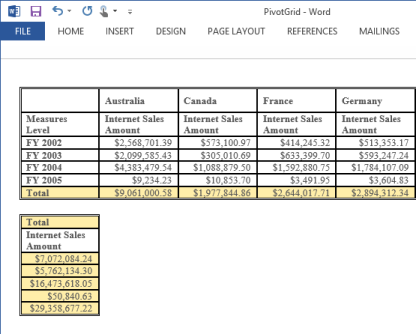 PivotGrid - Word
FILE HOME INSERT DESIGN PAGE LAYOUT REFERENCES MAILINGS
Australia Canada France Germany
Measures Internet Sales Internet Sales Internet Sales Internet Sales
Level Amount Amount Amount Amount
FY 2002 $2,568,701.39 $573,100.97 $414,245.32 $513,353.17
FY 2003 $2,099,585.43 $305,010.69 $633,399.70 $593,247.24
FY 2004 $4,383,479.54 $1,088,879.50 $1,592,880.75 $1,784,107.09
FY 2005 $9,234.23 $10,853.70 $3,491.95 $3,604.83
Total $9,061,000.58 $1,977,844.86 $2,644,017.71 $2,894,312.34
Total
Internet Sales
Amount
$7,072,084.24
$5,762,134.30
$16,473,618.05
$50,840.63
$29,358,677.22